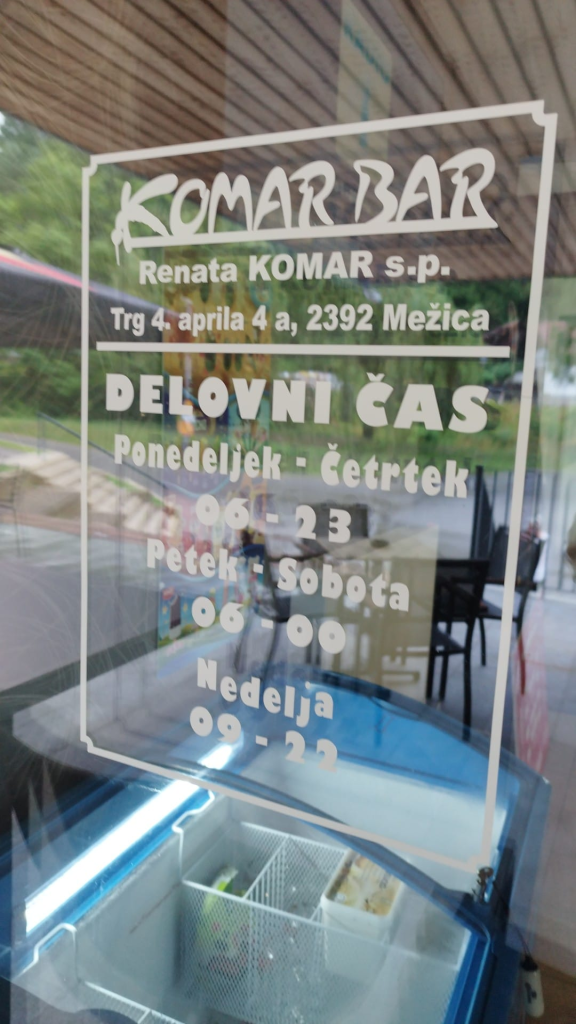 KOMAR BAR
Renata KOMAR s.p.
Trg 4. aprila 4 a, 2392 Mežica
DELOVNI ČAS
Ponedeljek - Četrtek
06 - 23
Petek - Sobota
06 - 00
Nedelja
09 - 22